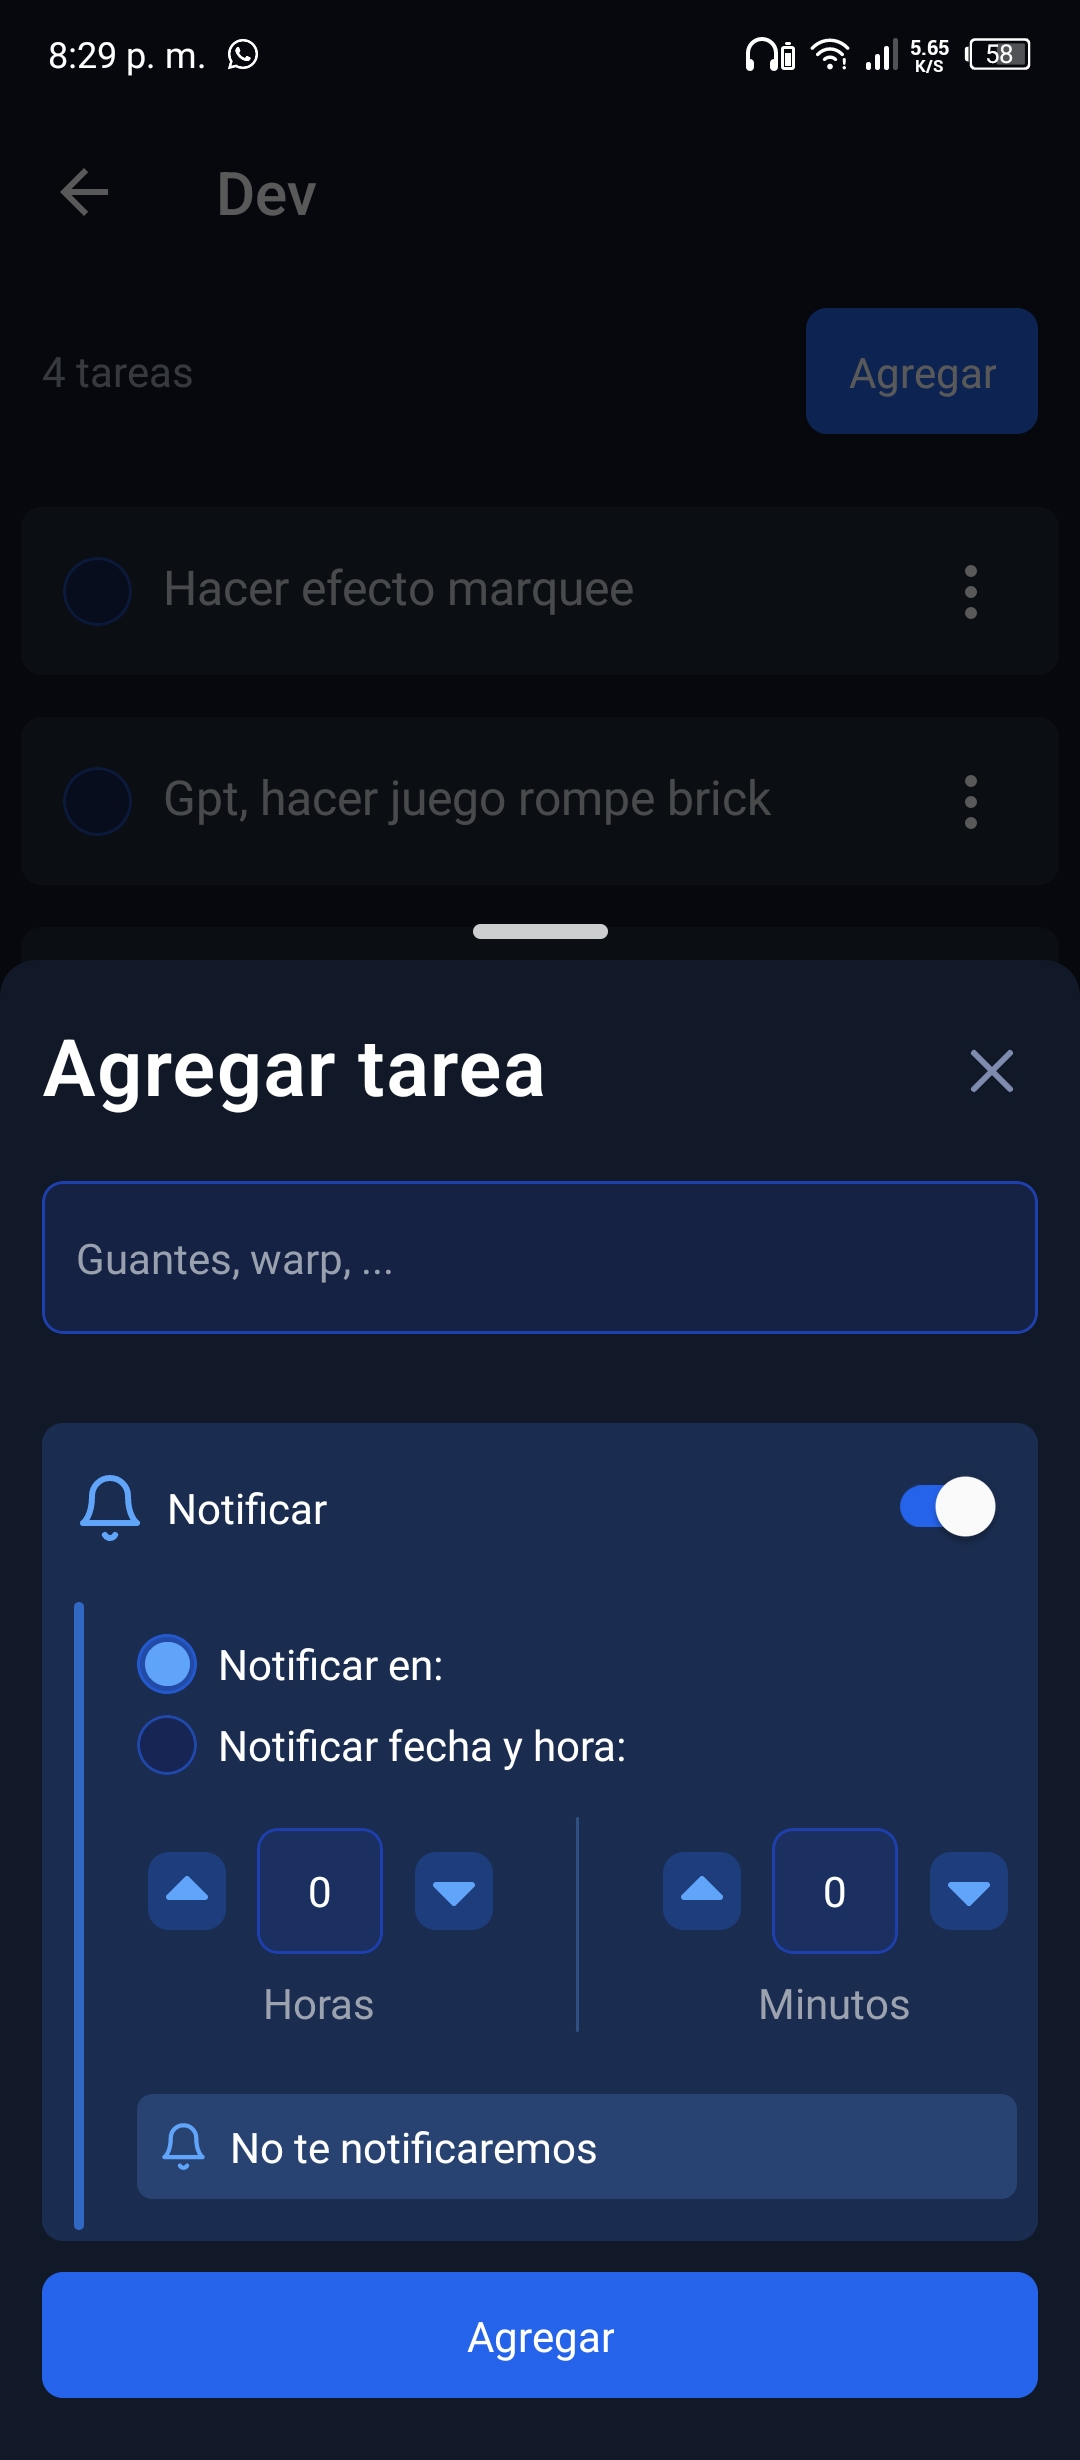 8:29 p. m.
5.65
K/S
58
Dev
4 tareas
Agregar
Hacer efecto marquee
Gpt, hacer juego rompe brick
Agregar tarea
Guantes, warp, ...
Notificar
Notificar en:
Notificar fecha y hora:
0
0
Horas
Minutos
No te notificaremos
Agregar